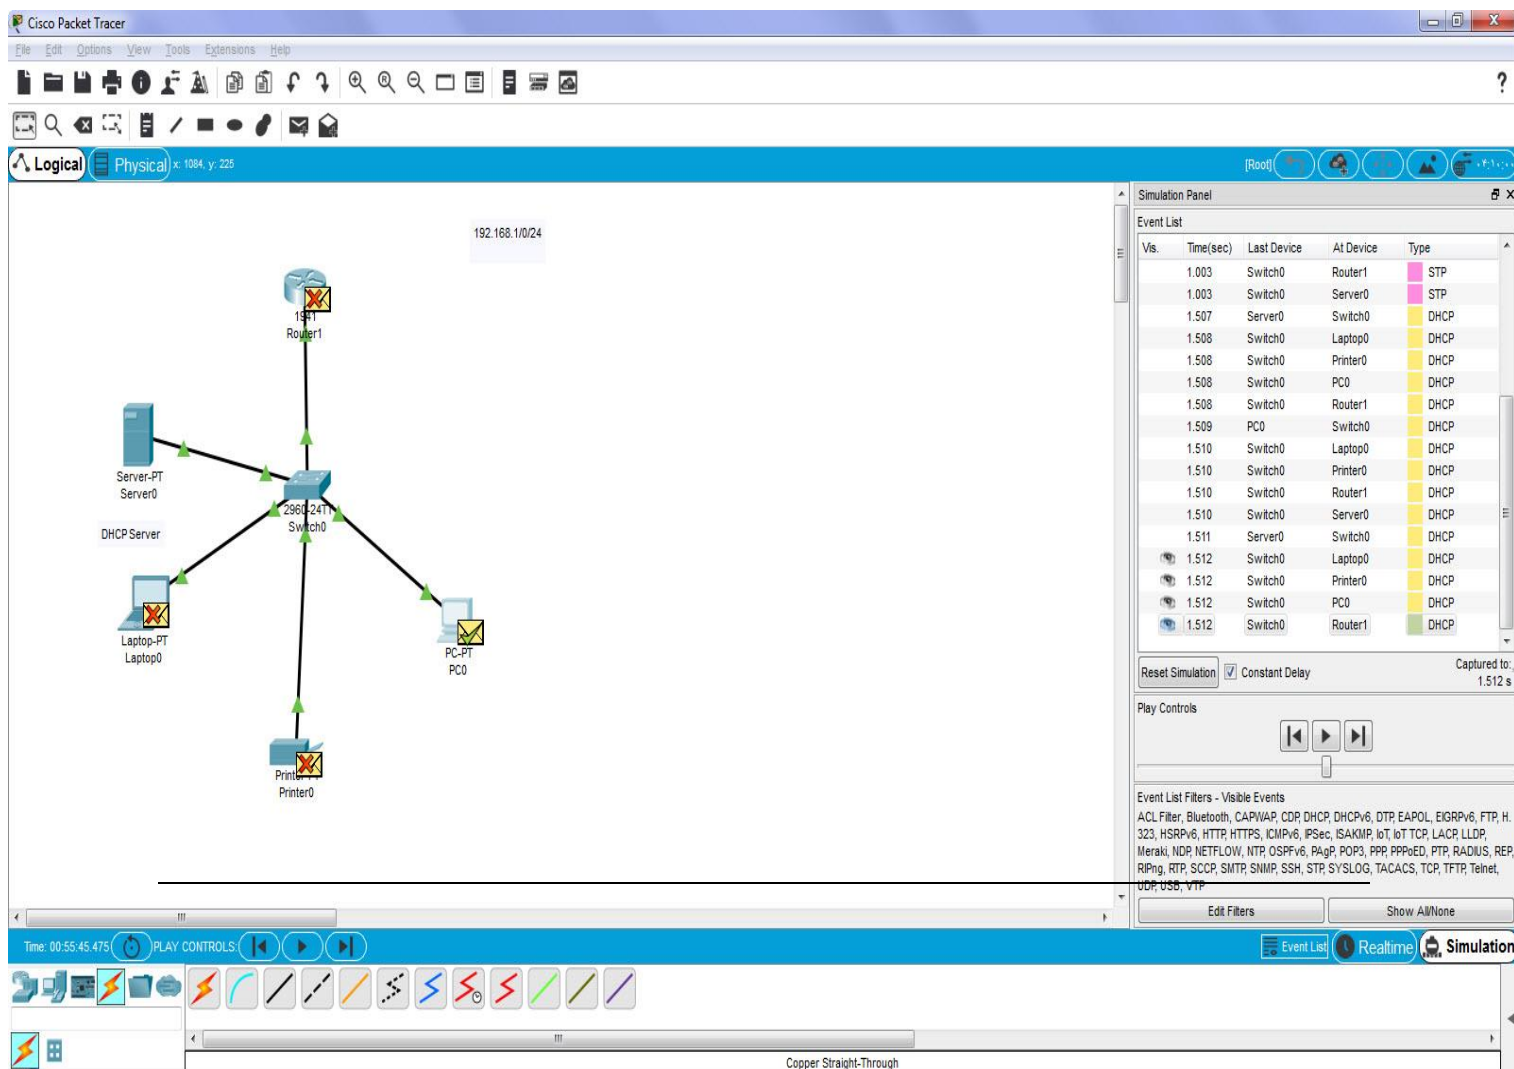 Cisco Packet Tracer
File Edit Options View Tools Extensions Help
?
Logical Physical x: 1084, y: 225 [Root]
192.168.1/0/24
1941
Router1
Server-PT
Server0
2960-24TT
Switch0
DHCP Server
Laptop-PT
Laptop0
PC-PT
PC0
Printer0
Simulation Panel
Event List
Vis. Time(sec) Last Device At Device Type
1.003 Switch0 Router1 STP
1.003 Switch0 Server0 STP
1.507 Server0 Switch0 DHCP
1.508 Switch0 Laptop0 DHCP
1.508 Switch0 Printer0 DHCP
1.508 Switch0 PC0 DHCP
1.508 Switch0 Router1 DHCP
1.509 PC0 Switch0 DHCP
1.510 Switch0 Laptop0 DHCP
1.510 Switch0 Printer0 DHCP
1.510 Switch0 Router1 DHCP
1.510 Switch0 Server0 DHCP
1.511 Server0 Switch0 DHCP
1.512 Switch0 Laptop0 DHCP
1.512 Switch0 Printer0 DHCP
1.512 Switch0 PC0 DHCP
1.512 Switch0 Router1 DHCP
Reset Simulation Constant Delay Captured to:
1.512 s
Play Controls
Event List Filters - Visible Events
ACL Filter, Bluetooth, CAPWAP, CDP, DHCP, DHCPv6, DTP, EAPOL, EIGRPv6, FTP, H.
323, HSRPv6, HTTP, HTTPS, ICMPv6, IPSec, ISAKMP, IoT, IoT TCP, LACP, LLDP,
Meraki, NDP, NETFLOW, NTP, OSPFv6, PAgP, POP3, PPP, PPPoED, PTP, RADIUS, REP,
RIPng, RTP, SCCP, SMTP, SNMP, SSH, STP, SYSLOG, TACACS, TCP, TFTP, Telnet,
UDP, USB, VTP
Edit Filters Show All/None
Time: 00:55:45.475 PLAY CONTROLS: Event List Realtime Simulation
Copper Straight-Through